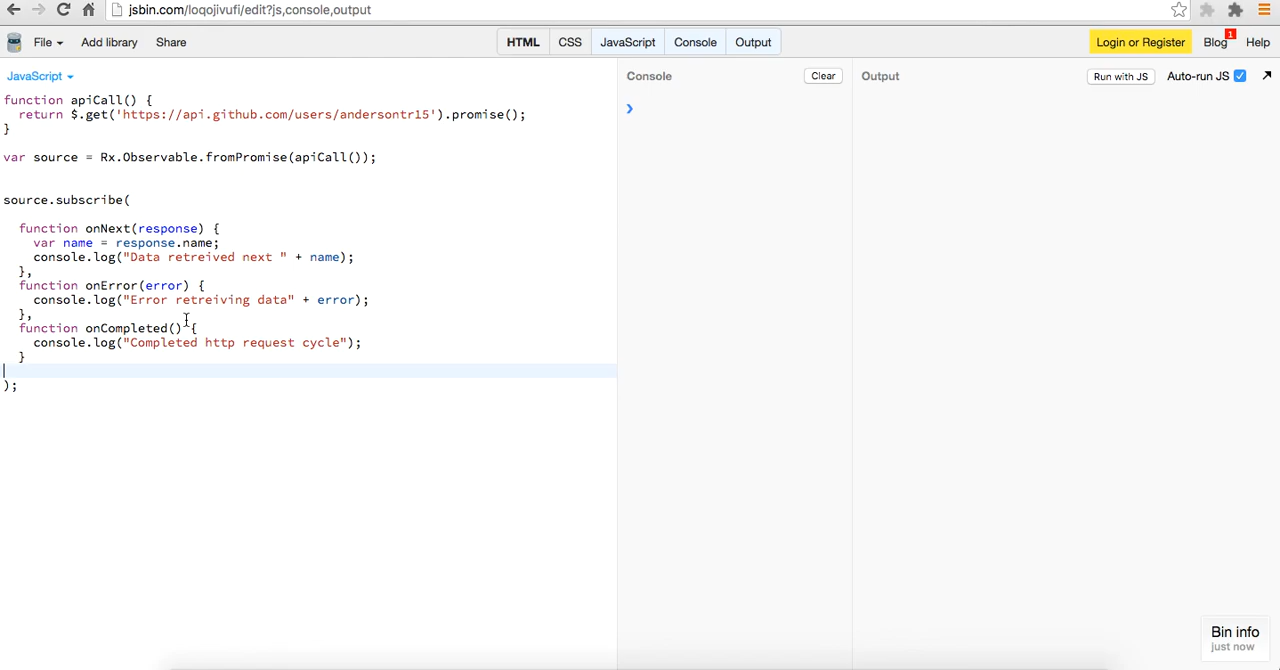 jsbin.com/loqojivufi/edit?js,console,output
File Add library Share HTML CSS JavaScript Console Output Login or Register Blog 1 Help
JavaScript
function apiCall() {
return $.get('https://api.github.com/users/andersontr15').promise();
}
var source = Rx.Observable.fromPromise(apiCall());
source.subscribe(
function onNext(response) {
var name = response.name;
console.log("Data retreived next " + name);
},
function onError(error) {
console.log("Error retreiving data" + error);
},
function onCompleted() {
console.log("Completed http request cycle");
}
);
Console Clear
Output Run with JS Auto-run JS
Bin info
just now